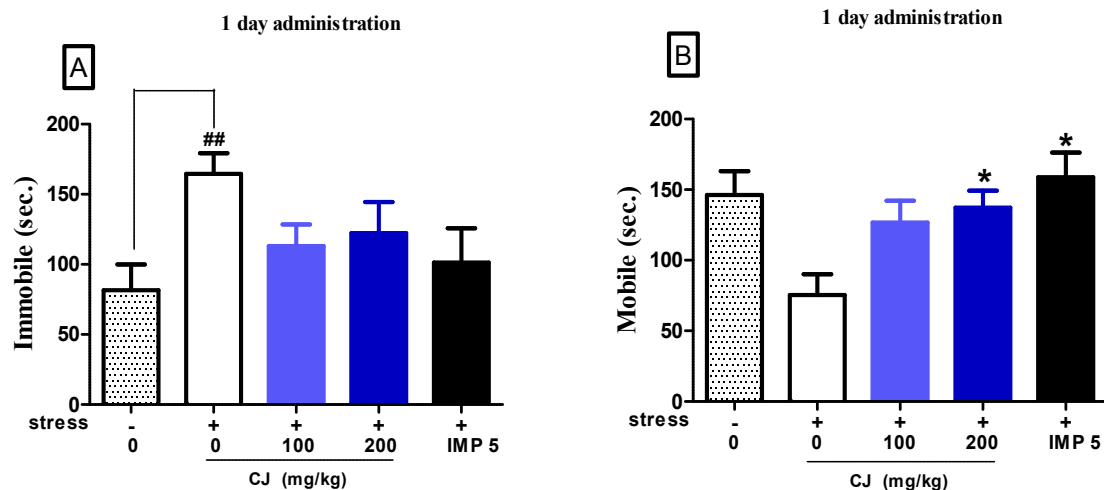 1 day administration
A
200
150
100
50
0
Immobile (sec.)
##
stress - + + + +
0 0 100 200 IMP 5
CJ (mg/kg)
1 day administration
B
200
150
100
50
0
Mobile (sec.)
* *
stress - + + + +
0 0 100 200 IMP 5
CJ (mg/kg)